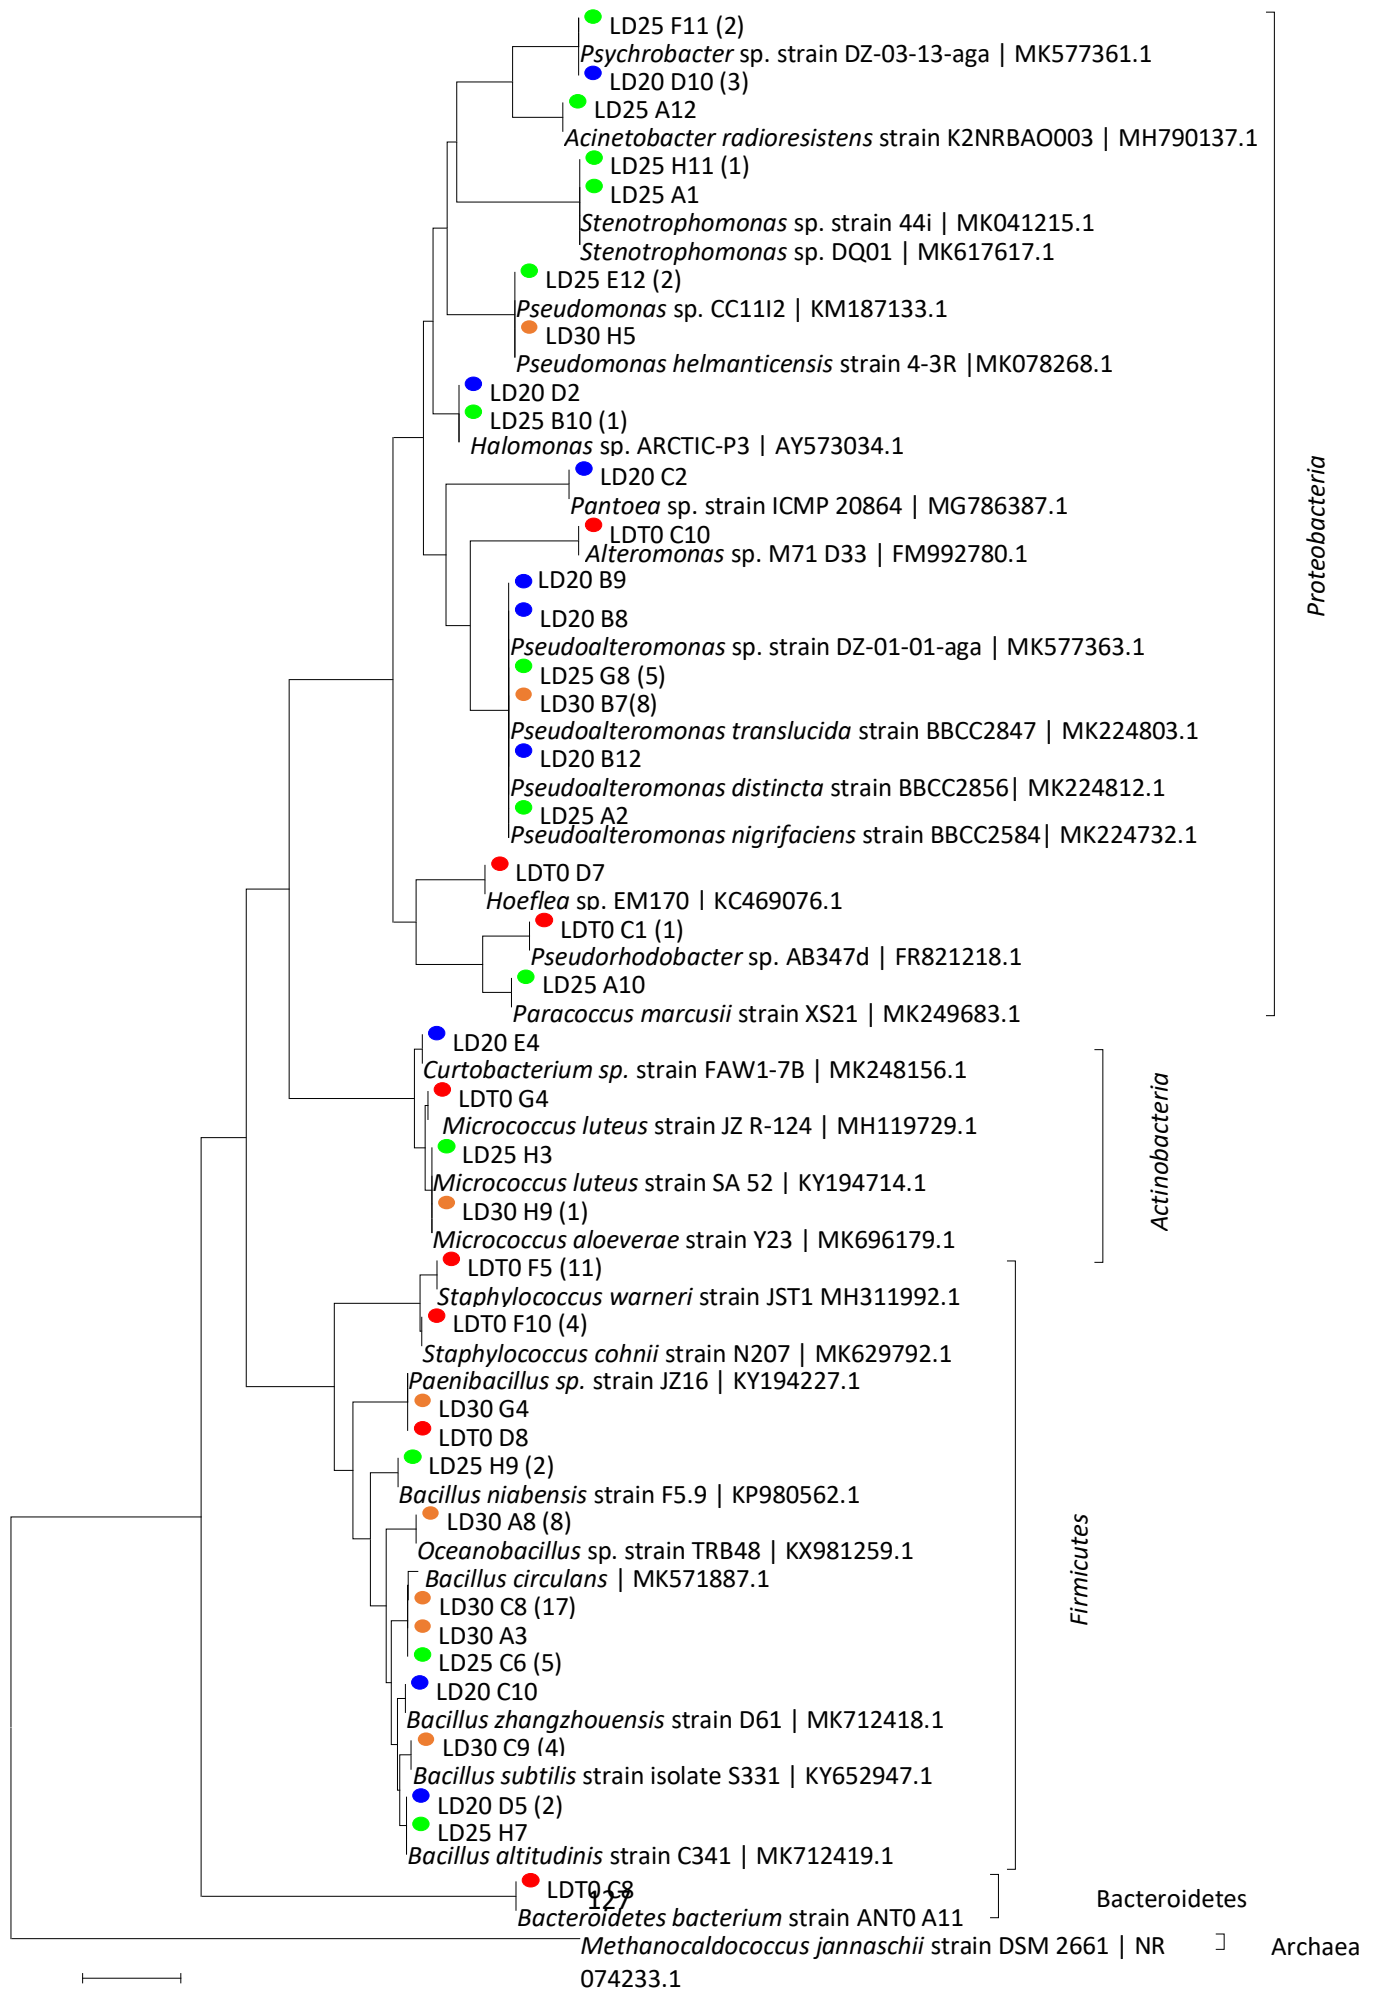 LD25 F11 (2)
Psychrobacter sp. strain DZ-03-13-aga | MK577361.1
LD20 D10 (3)
LD25 A12
Acinetobacter radioresistens strain K2NRBAO003 | MH790137.1
LD25 H11 (1)
LD25 A1
Stenotrophomonas sp. strain 44i | MK041215.1
Stenotrophomonas sp. DQ01 | MK617617.1
LD25 E12 (2)
Pseudomonas sp. CC11I2 | KM187133.1
LD30 H5
Pseudomonas helmanticensis strain 4-3R |MK078268.1
LD20 D2
LD25 B10 (1)
Halomonas sp. ARCTIC-P3 | AY573034.1
LD20 C2
Pantoea sp. strain ICMP 20864 | MG786387.1
LDT0 C10
Alteromonas sp. M71 D33 | FM992780.1
LD20 B9
LD20 B8
Pseudoalteromonas sp. strain DZ-01-01-aga | MK577363.1
LD25 G8 (5)
LD30 B7(8)
Pseudoalteromonas translucida strain BBCC2847 | MK224803.1
LD20 B12
Pseudoalteromonas distincta strain BBCC2856| MK224812.1
LD25 A2
Pseudoalteromonas nigrifaciens strain BBCC2584| MK224732.1
LDT0 D7
Hoeflea sp. EM170 | KC469076.1
LDT0 C1 (1)
Pseudorhodobacter sp. AB347d | FR821218.1
LD25 A10
Paracoccus marcusii strain XS21 | MK249683.1
Proteobacteria
LD20 E4
Curtobacterium sp. strain FAW1-7B | MK248156.1
LDT0 G4
Micrococcus luteus strain JZ R-124 | MH119729.1
LD25 H3
Micrococcus luteus strain SA 52 | KY194714.1
LD30 H9 (1)
Micrococcus aloeverae strain Y23 | MK696179.1
Actinobacteria
LDT0 F5 (11)
Staphylococcus warneri strain JST1 MH311992.1
LDT0 F10 (4)
Staphylococcus cohnii strain N207 | MK629792.1
Paenibacillus sp. strain JZ16 | KY194227.1
LD30 G4
LDT0 D8
LD25 H9 (2)
Bacillus niabensis strain F5.9 | KP980562.1
LD30 A8 (8)
Oceanobacillus sp. strain TRB48 | KX981259.1
Bacillus circulans | MK571887.1
LD30 C8 (17)
LD30 A3
LD25 C6 (5)
LD20 C10
Bacillus zhangzhouensis strain D61 | MK712418.1
LD30 C9 (4)
Bacillus subtilis strain isolate S331 | KY652947.1
LD20 D5 (2)
LD25 H7
Bacillus altitudinis strain C341 | MK712419.1
Firmicutes
LDT0 C8
127
Bacteroidetes bacterium strain ANT0 A11
Bacteroidetes
Methanocaldococcus jannaschii strain DSM 2661 | NR
074233.1
Archaea